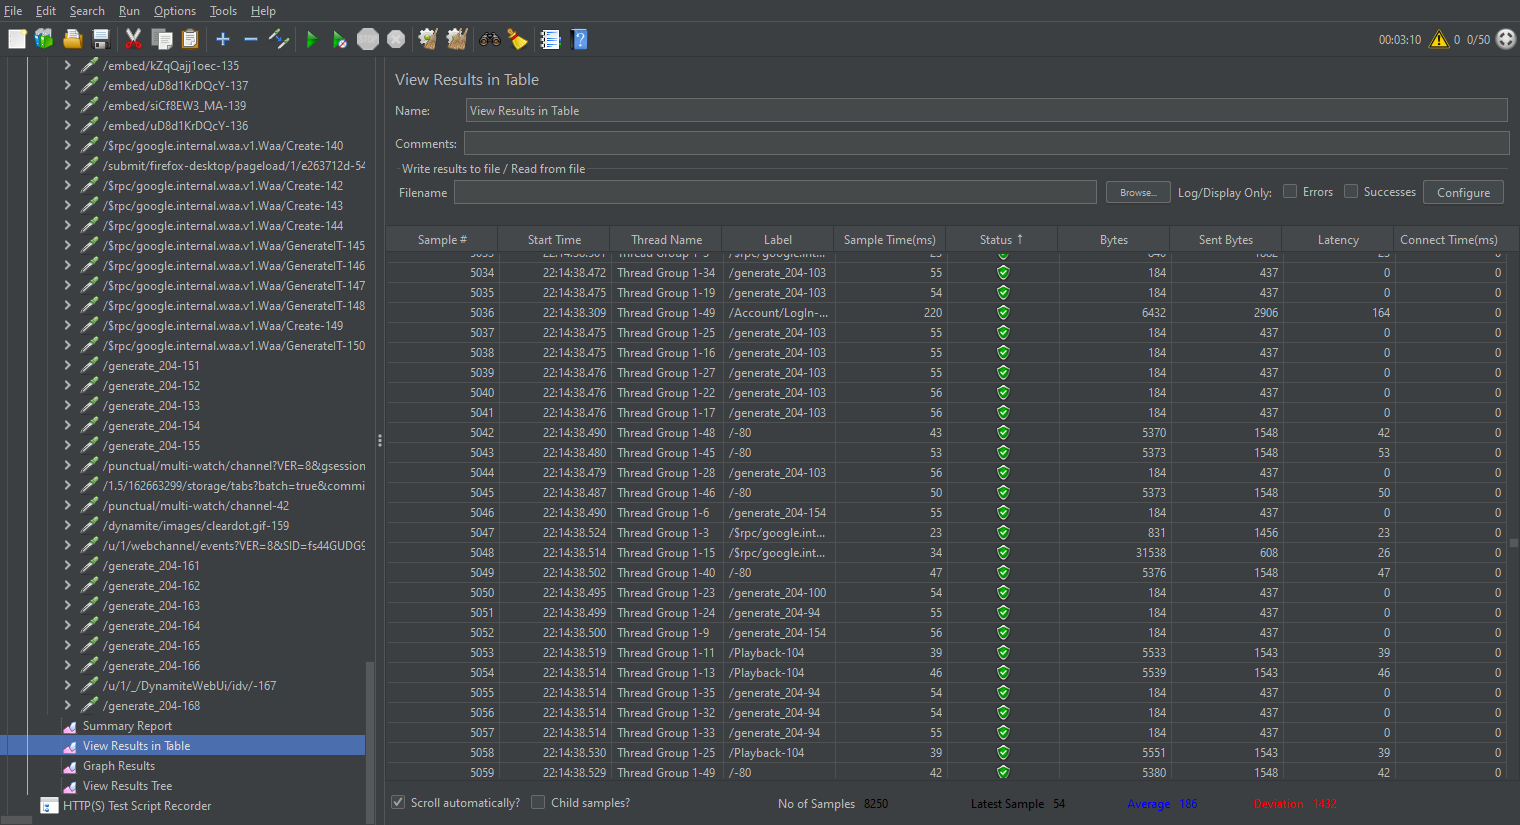 File Edit Search Run Options Tools Help
00:03:10 0 0/50
/embed/kZqQajj1oec-135
/embed/uD8d1KrDQcY-137
/embed/siCf8EW3_MA-139
/embed/uD8d1KrDQcY-136
/$rpc/google.internal.waa.v1.Waa/Create-140
/submit/firefox-desktop/pageload/1/e263712d-54
/$rpc/google.internal.waa.v1.Waa/Create-142
/$rpc/google.internal.waa.v1.Waa/Create-143
/$rpc/google.internal.waa.v1.Waa/Create-144
/$rpc/google.internal.waa.v1.Waa/GenerateIT-145
/$rpc/google.internal.waa.v1.Waa/GenerateIT-146
/$rpc/google.internal.waa.v1.Waa/GenerateIT-147
/$rpc/google.internal.waa.v1.Waa/GenerateIT-148
/$rpc/google.internal.waa.v1.Waa/Create-149
/$rpc/google.internal.waa.v1.Waa/GenerateIT-150
/generate_204-151
/generate_204-152
/generate_204-153
/generate_204-154
/generate_204-155
/punctual/multi-watch/channel?VER=8&gsession
/1.5/162663299/storage/tabs?batch=true&commi
/punctual/multi-watch/channel-42
/dynamite/images/cleardot.gif-159
/u/1/webchannel/events?VER=8&SID=fs44GUDG9
/generate_204-161
/generate_204-162
/generate_204-163
/generate_204-164
/generate_204-165
/generate_204-166
/u/1/_/DynamiteWebUi/idv/-167
/generate_204-168
Summary Report
View Results in Table
Graph Results
View Results Tree
HTTP(S) Test Script Recorder
View Results in Table
Name: View Results in Table
Comments:
Write results to file / Read from file
Filename Browse... Log/Display Only: Errors Successes Configure
Sample # Start Time Thread Name Label Sample Time(ms) Status ↑ Bytes Sent Bytes Latency Connect Time(ms)
5034 22:14:38.472 Thread Group 1-34 /generate_204-103 55 184 437 0 0
5035 22:14:38.475 Thread Group 1-19 /generate_204-103 54 184 437 0 0
5036 22:14:38.309 Thread Group 1-49 /Account/LogIn-... 220 6432 2906 164 0
5037 22:14:38.475 Thread Group 1-25 /generate_204-103 55 184 437 0 0
5038 22:14:38.475 Thread Group 1-16 /generate_204-103 55 184 437 0 0
5039 22:14:38.476 Thread Group 1-27 /generate_204-103 55 184 437 0 0
5040 22:14:38.476 Thread Group 1-22 /generate_204-103 56 184 437 0 0
5041 22:14:38.476 Thread Group 1-17 /generate_204-103 56 184 437 0 0
5042 22:14:38.490 Thread Group 1-48 /-80 43 5370 1548 42 0
5043 22:14:38.480 Thread Group 1-45 /-80 53 5373 1548 53 0
5044 22:14:38.479 Thread Group 1-28 /generate_204-103 56 184 437 0 0
5045 22:14:38.487 Thread Group 1-46 /-80 50 5373 1548 50 0
5046 22:14:38.490 Thread Group 1-6 /generate_204-154 55 184 437 0 0
5047 22:14:38.524 Thread Group 1-3 /$rpc/google.int... 23 831 1456 23 0
5048 22:14:38.514 Thread Group 1-15 /$rpc/google.int... 34 31538 608 26 0
5049 22:14:38.502 Thread Group 1-40 /-80 47 5376 1548 47 0
5050 22:14:38.495 Thread Group 1-23 /generate_204-100 54 184 437 0 0
5051 22:14:38.499 Thread Group 1-24 /generate_204-94 55 184 437 0 0
5052 22:14:38.500 Thread Group 1-9 /generate_204-154 56 184 437 0 0
5053 22:14:38.519 Thread Group 1-11 /Playback-104 39 5533 1543 39 0
5054 22:14:38.514 Thread Group 1-13 /Playback-104 46 5539 1543 46 0
5055 22:14:38.514 Thread Group 1-35 /generate_204-94 54 184 437 0 0
5056 22:14:38.514 Thread Group 1-32 /generate_204-94 54 184 437 0 0
5057 22:14:38.514 Thread Group 1-33 /generate_204-94 55 184 437 0 0
5058 22:14:38.530 Thread Group 1-25 /Playback-104 39 5551 1543 39 0
5059 22:14:38.529 Thread Group 1-49 /-80 42 5380 1548 42 0
Scroll automatically? Child samples? No of Samples 8250 Latest Sample 54 Average 186 Deviation 1432